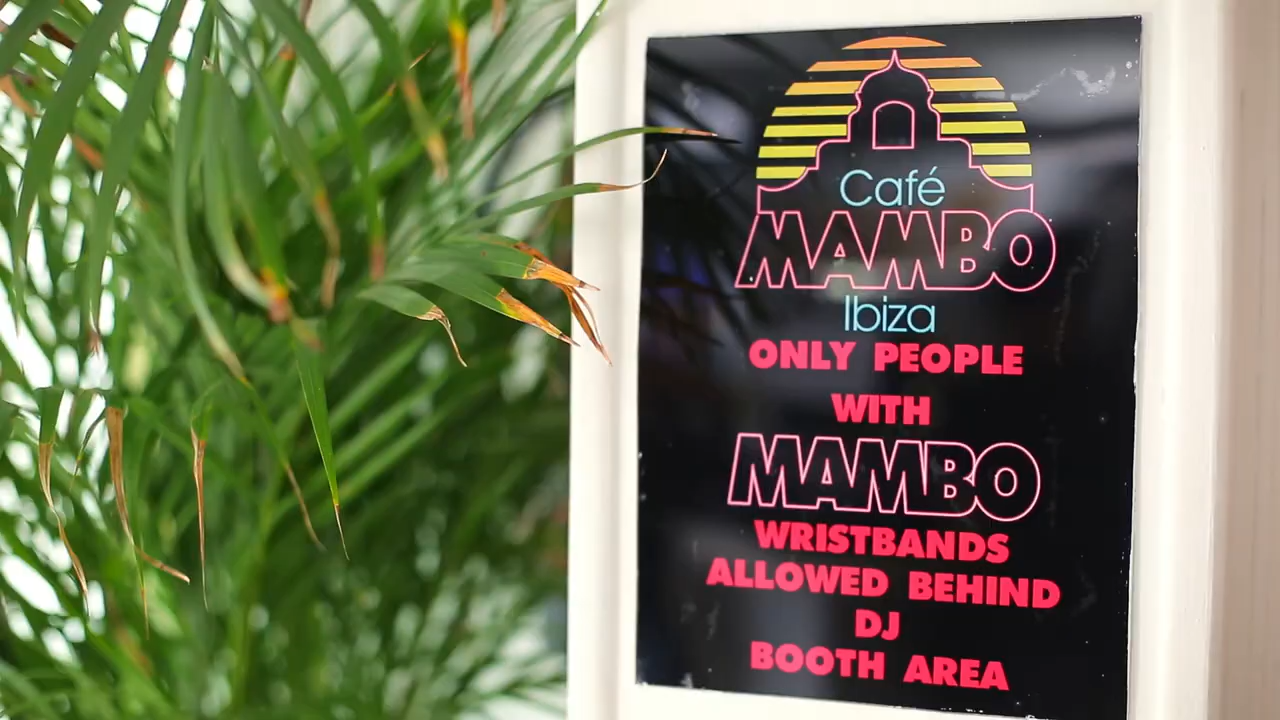 Café
MAMBO
Ibiza
ONLY PEOPLE
WITH
MAMBO
WRISTBANDS
ALLOWED BEHIND
DJ
BOOTH AREA